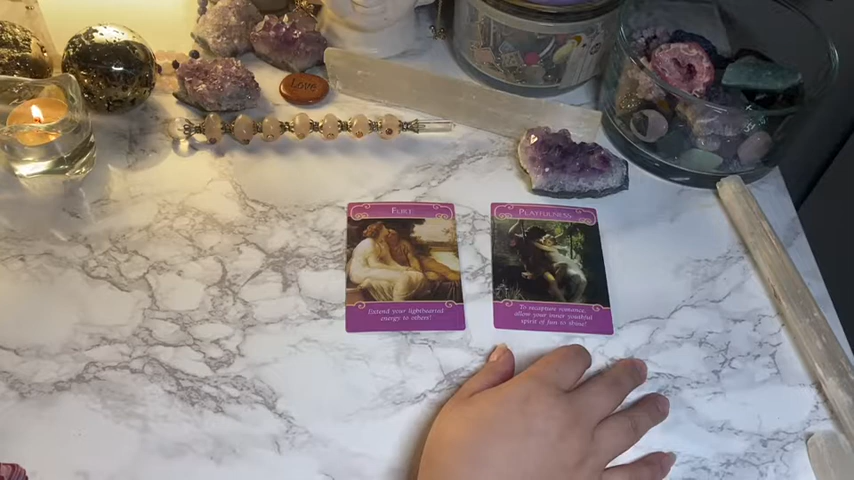 LOVE
FLIRT
Extend your lighthearted
energy to others!
PLAYFULNESS
To recapture romance,
allow your inner youthful
spirit of fun to shine!